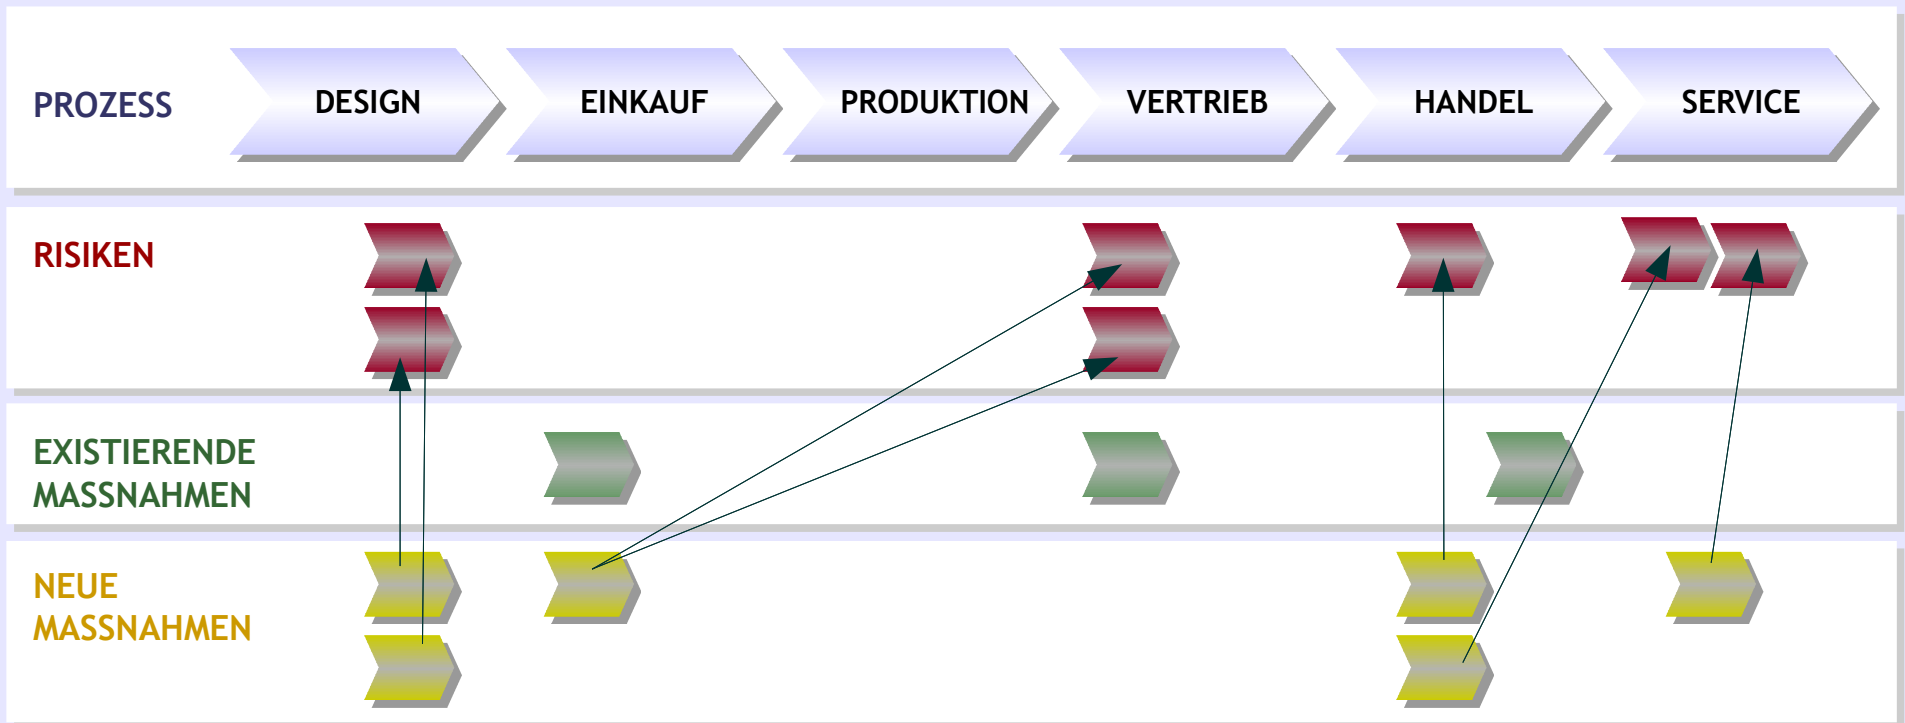 PROZESS
DESIGN
EINKAUF
PRODUKTION
VERTRIEB
HANDEL
SERVICE
RISIKEN
EXISTIERENDE
MASSNAHMEN
NEUE
MASSNAHMEN